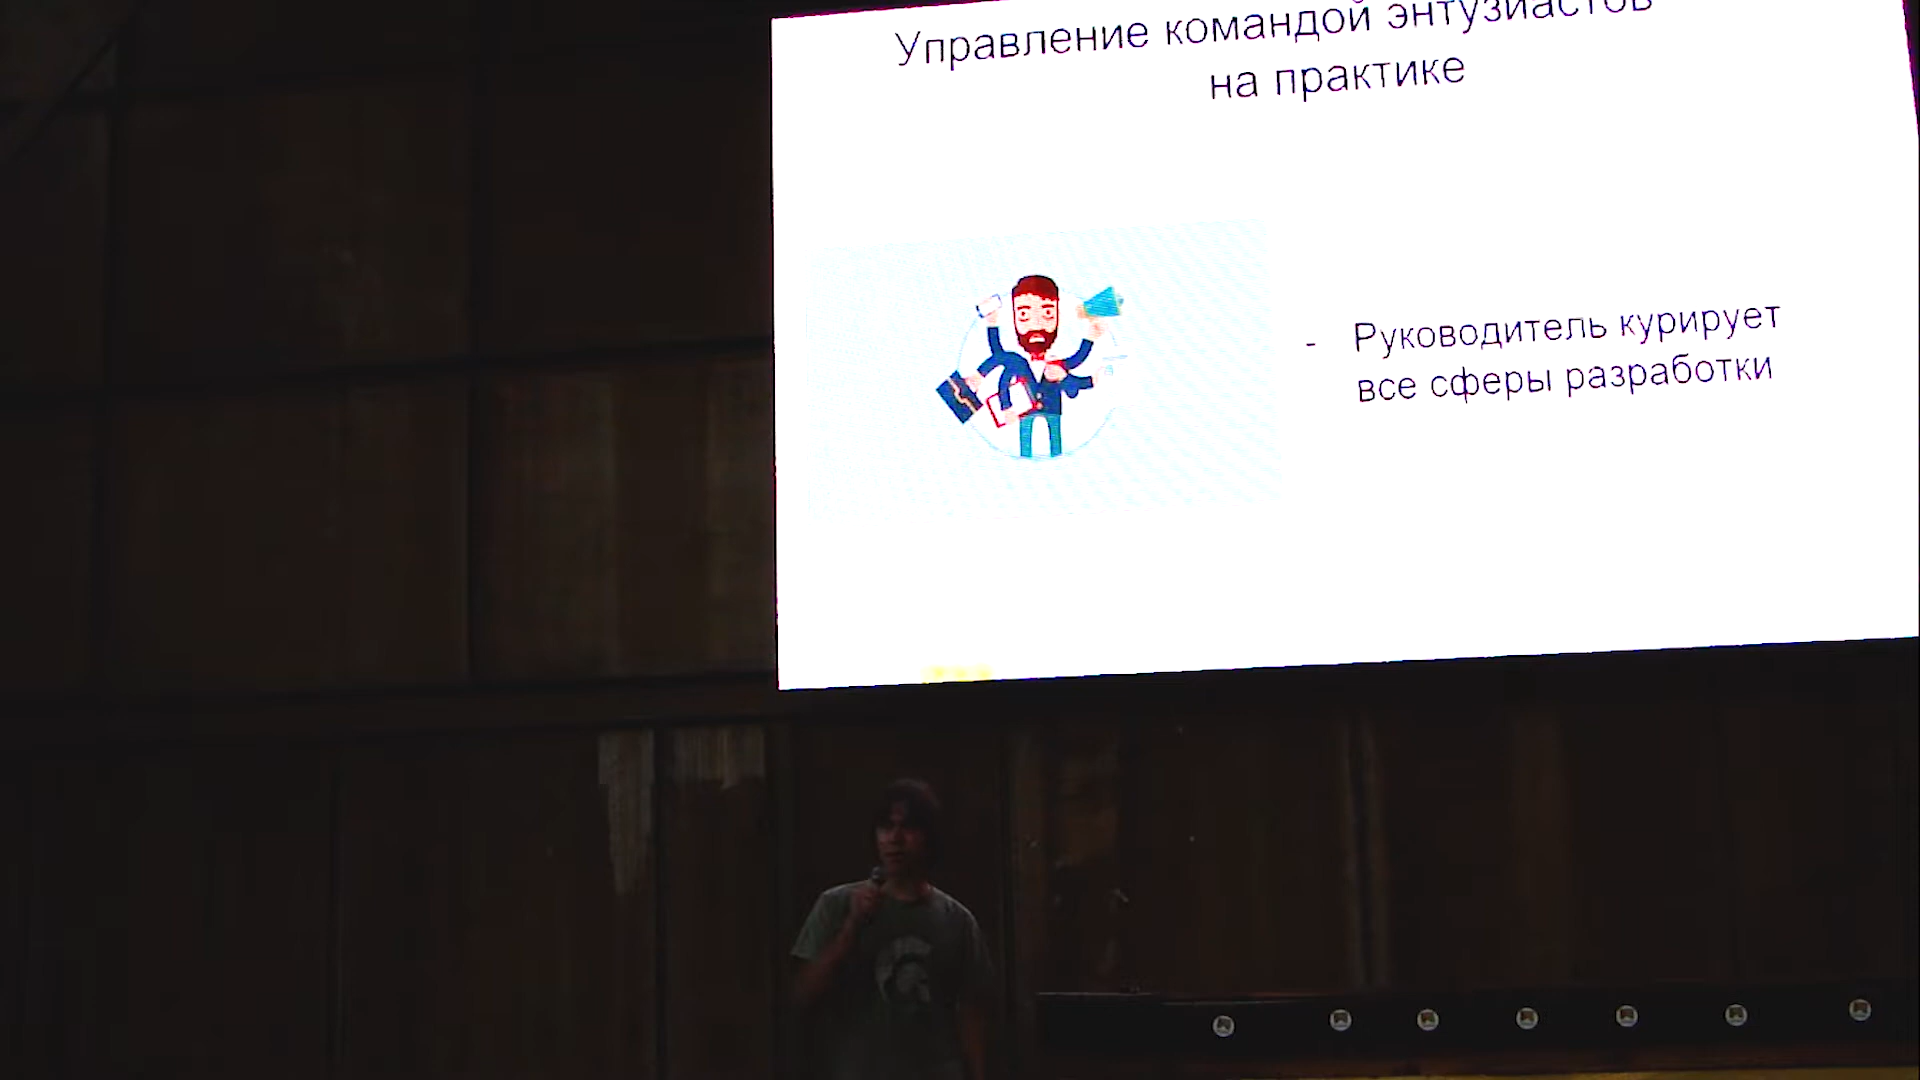 Управление командой энтузиастов
на практике
- Руководитель курирует
все сферы разработки